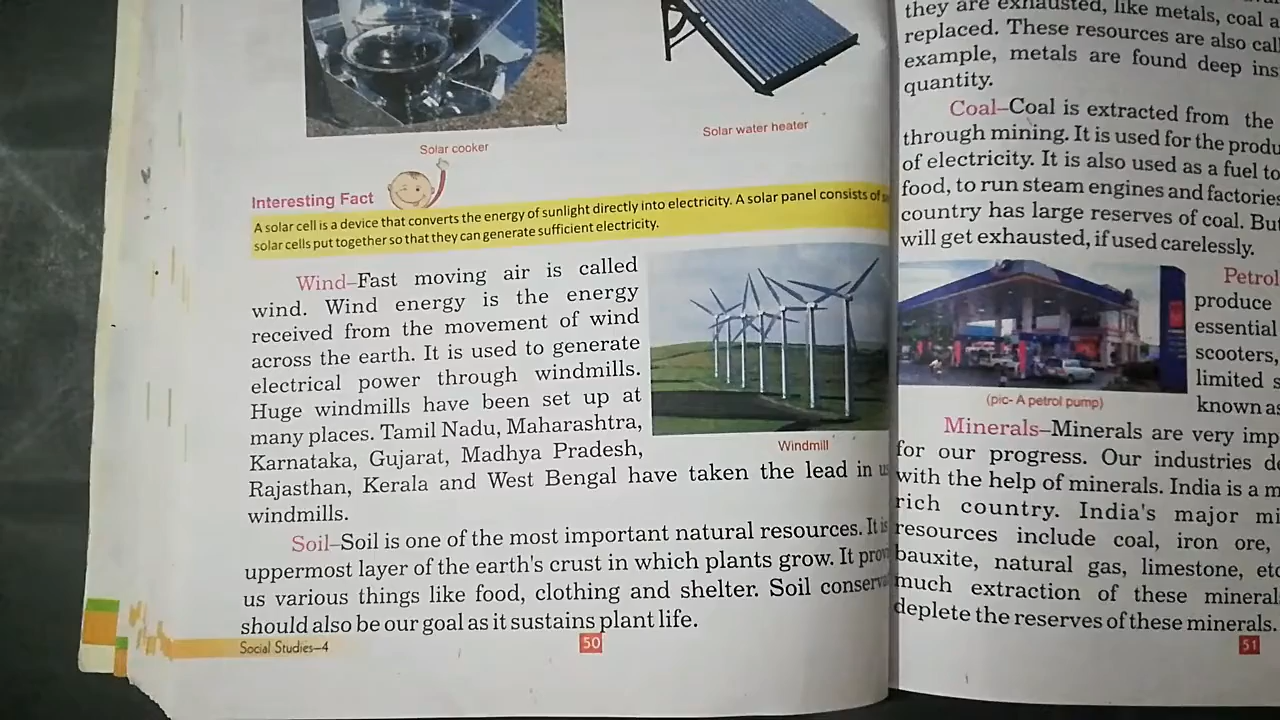 Solar cooker
Solar water heater
Interesting Fact
A solar cell is a device that converts the energy of sunlight directly into electricity. A solar panel consists of
solar cells put together so that they can generate sufficient electricity.
Wind–Fast moving air is called
wind. Wind energy is the energy
received from the movement of wind
across the earth. It is used to generate
electrical power through windmills.
Huge windmills have been set up at
many places. Tamil Nadu, Maharashtra,
Karnataka, Gujarat, Madhya Pradesh,
Rajasthan, Kerala and West Bengal have taken the lead in
windmills.
Windmill
Soil–Soil is one of the most important natural resources. It is
uppermost layer of the earth's crust in which plants grow. It
us various things like food, clothing and shelter. Soil
should also be our goal as it sustains plant life.
Social Studies–4
50
they are exhausted, like metals, coal
replaced. These resources are also
example, metals are found deep
quantity.
Coal–Coal is extracted from the
through mining. It is used for the
of electricity. It is also used as a fuel to
food, to run steam engines and factories
country has large reserves of coal. But
will get exhausted, if used carelessly.
Petrol
produce
essential
scooters,
limited
known as
(pic- A petrol pump)
Minerals–Minerals are very
for our progress. Our industries
with the help of minerals. India is a
rich country. India's major
resources include coal, iron ore,
bauxite, natural gas, limestone,
much extraction of these
deplete the reserves of these minerals.
51